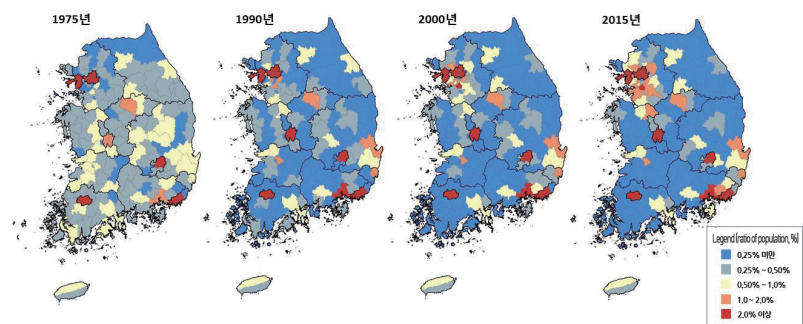 1975년
1990년
2000년
2015년
Legend (ratio of population, %)
0,25% 미만
0,25% ~ 0,50%
0,50% ~ 1,0%
1,0 ~ 2,0%
2,0% 이상